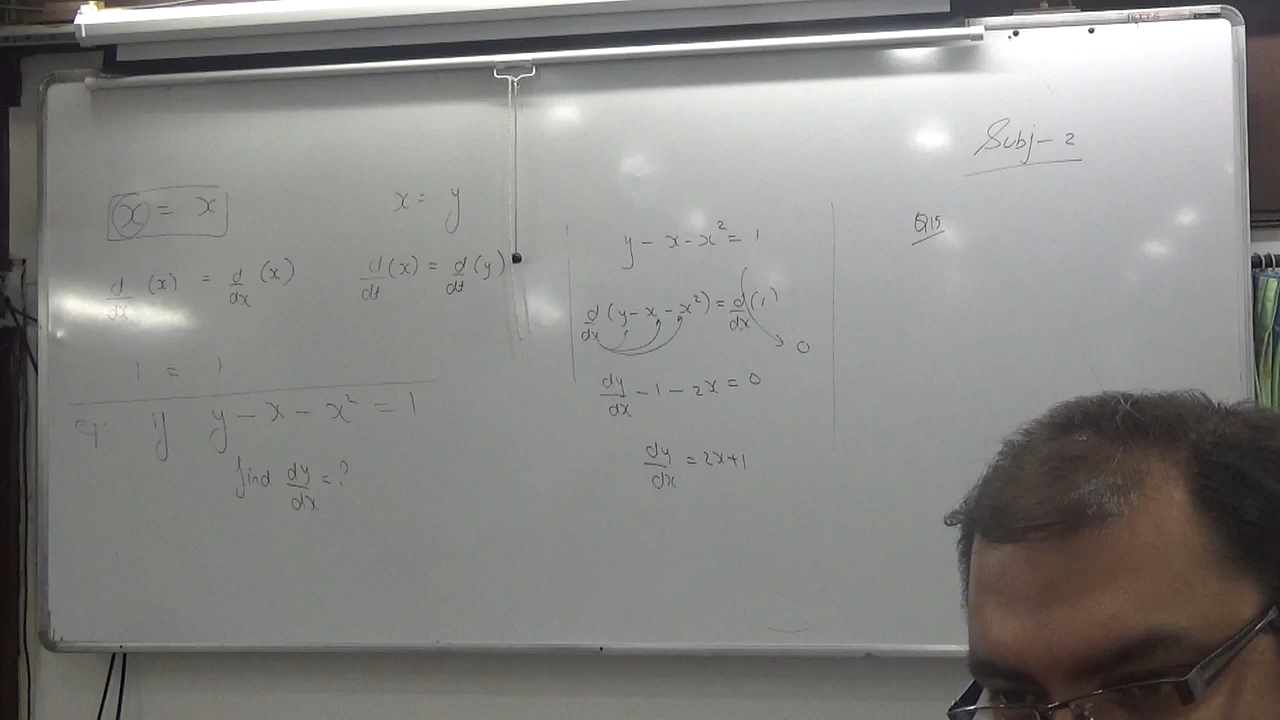 x = x
x = y
d/dx (x) = d/dx (x)
d/dt (x) = d/dt (y)
1 = 1
eg. if y - x - x² = 1
find dy/dx = ?
y - x - x² = 1
d/dx (y - x - x²) = d/dx (1)
0
dy/dx - 1 - 2x = 0
dy/dx = 2x+1
Subj - 2
Q15